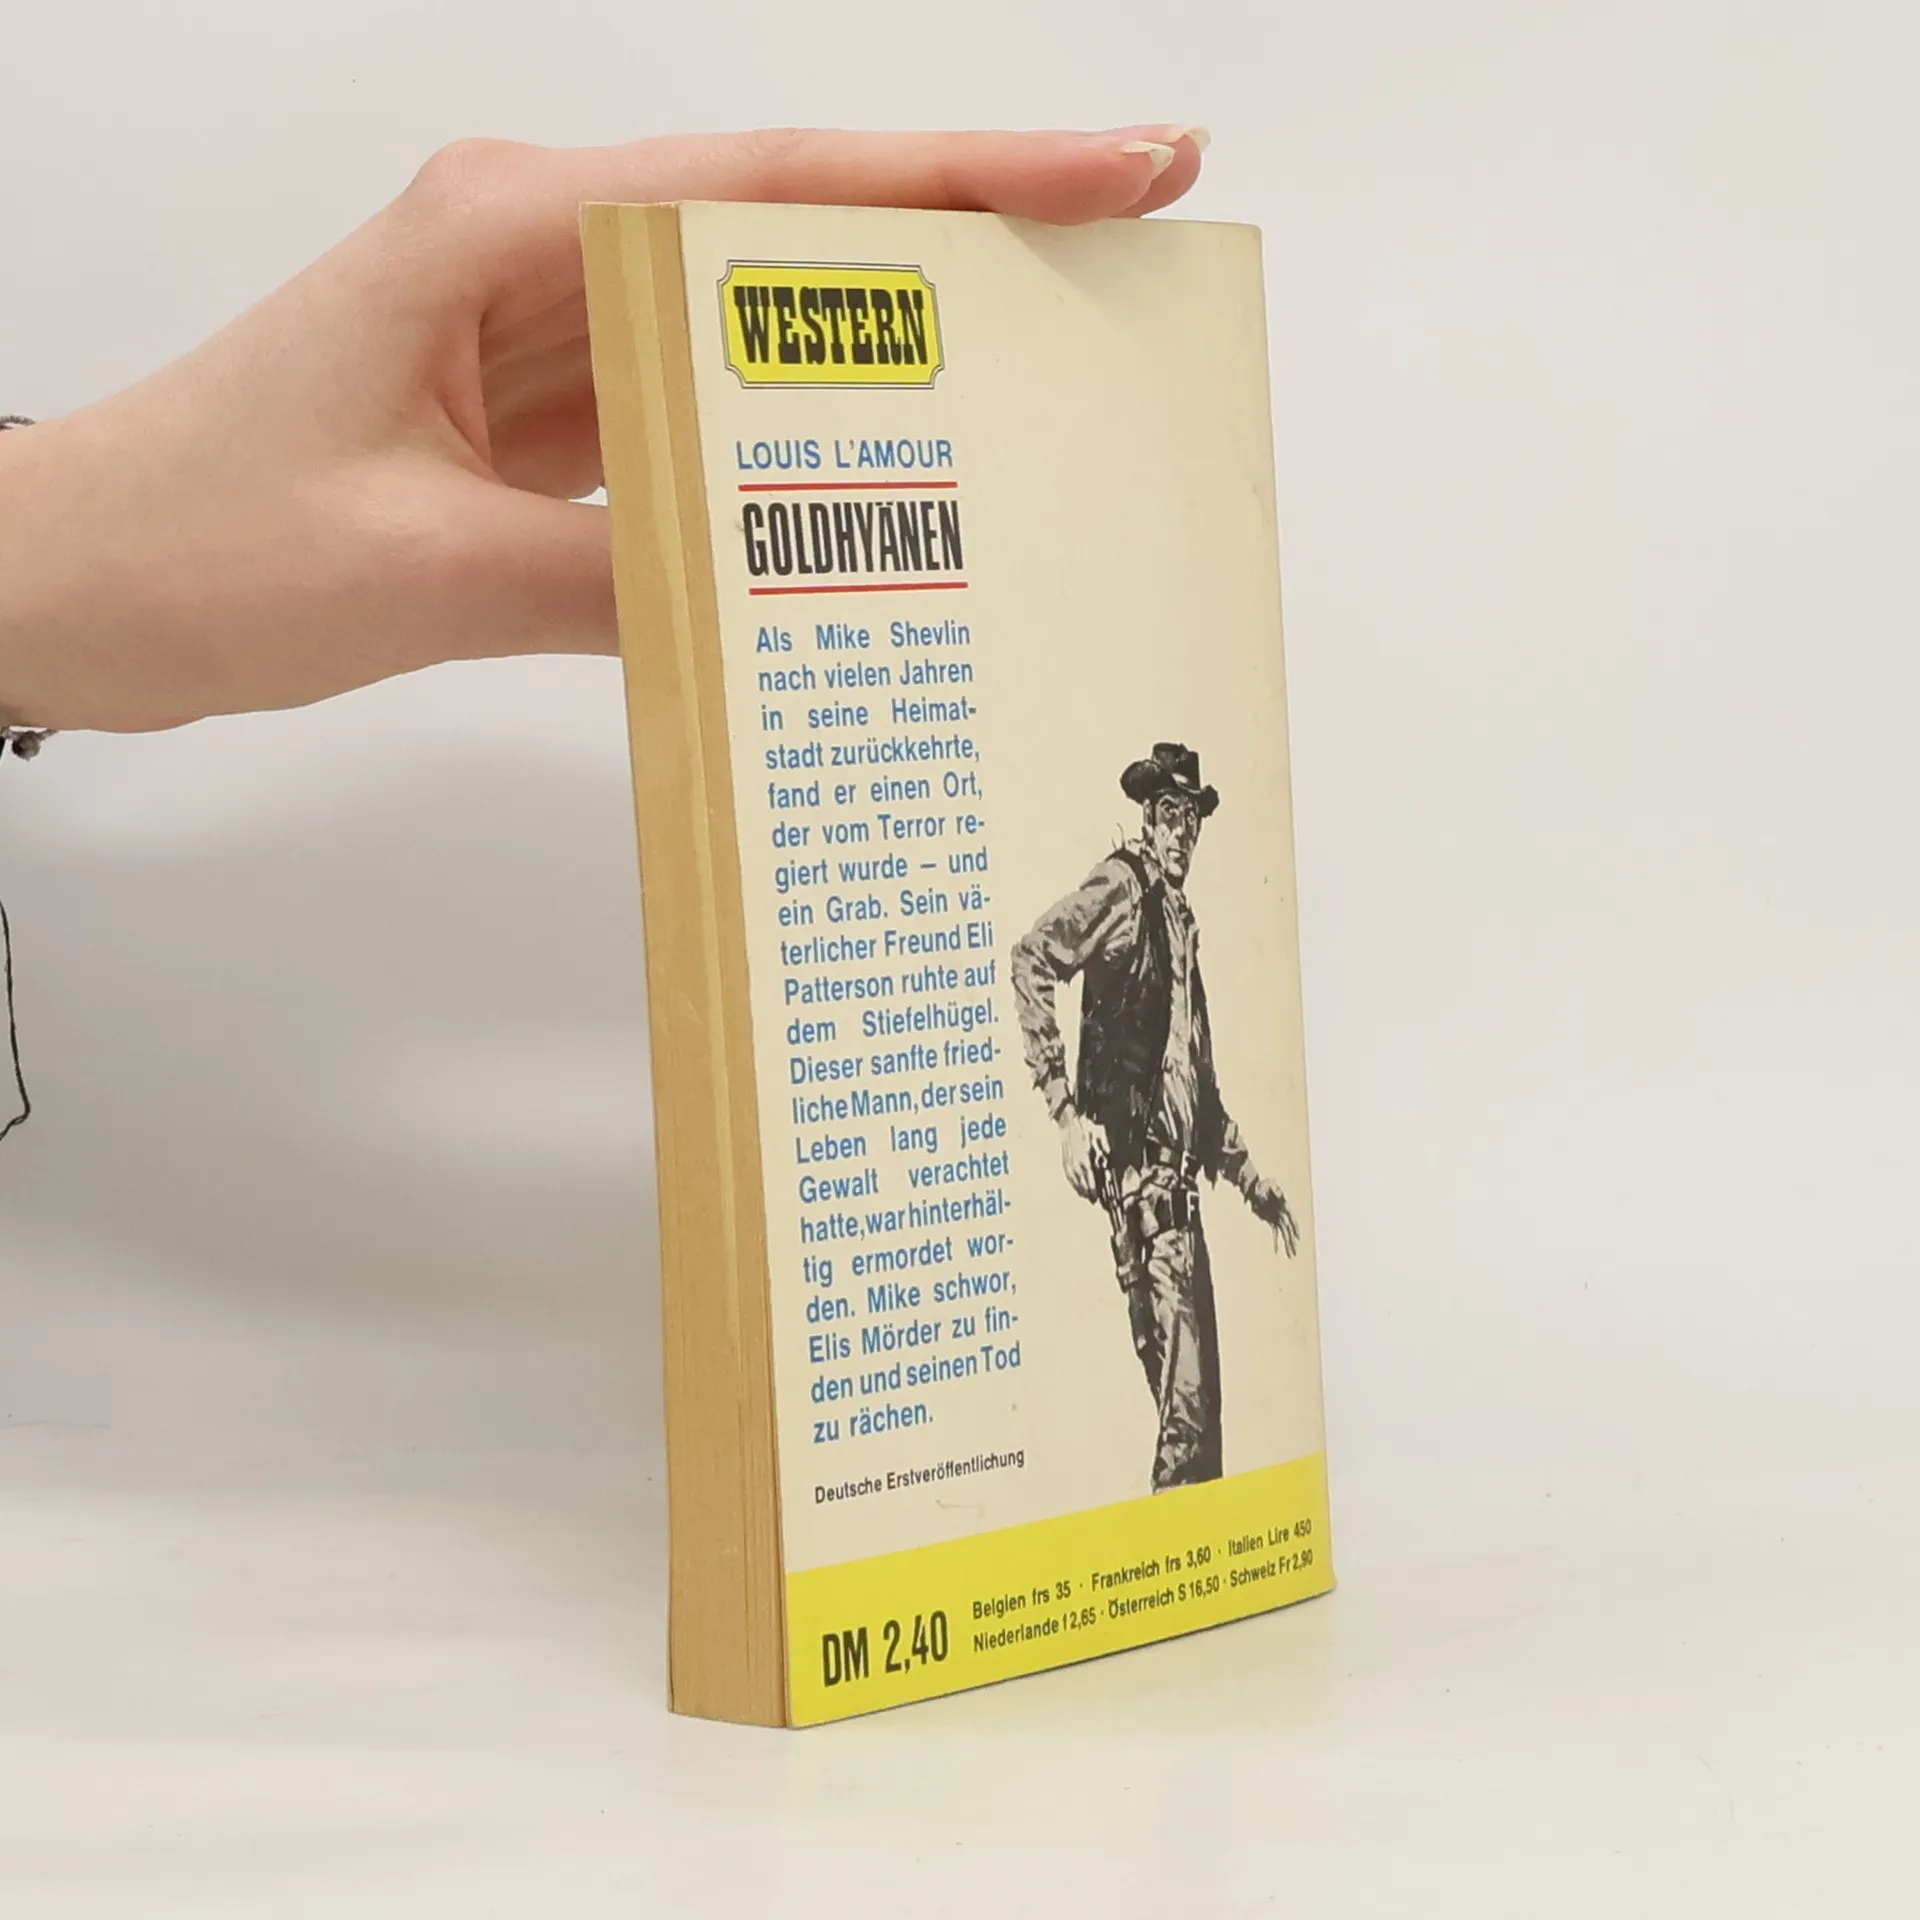 WESTERN
LOUIS L'AMOUR
GOLDHYÄNEN
Als Mike Shevlin
nach vielen Jahren
in seine Heimat-
stadt zurückkehrte,
fand er einen Ort,
der vom Terror re-
giert wurde – und
ein Grab. Sein vä-
terlicher Freund Eli
Patterson ruhte auf
dem Stiefelhügel.
Dieser sanfte fried-
liche Mann, der sein
Leben lang jede
Gewalt verachtet
hatte, war hinterhäl-
tig ermordet wor-
den. Mike schwor,
Elis Mörder zu fin-
den und seinen Tod
zu rächen.
Deutsche Erstveröffentlichung
DM 2,40
Belgien frs 35 · Frankreich frs 3,60 · Italien Lire 450
Niederlande f 2,65 · Österreich S 16,50 · Schweiz Fr 2,90